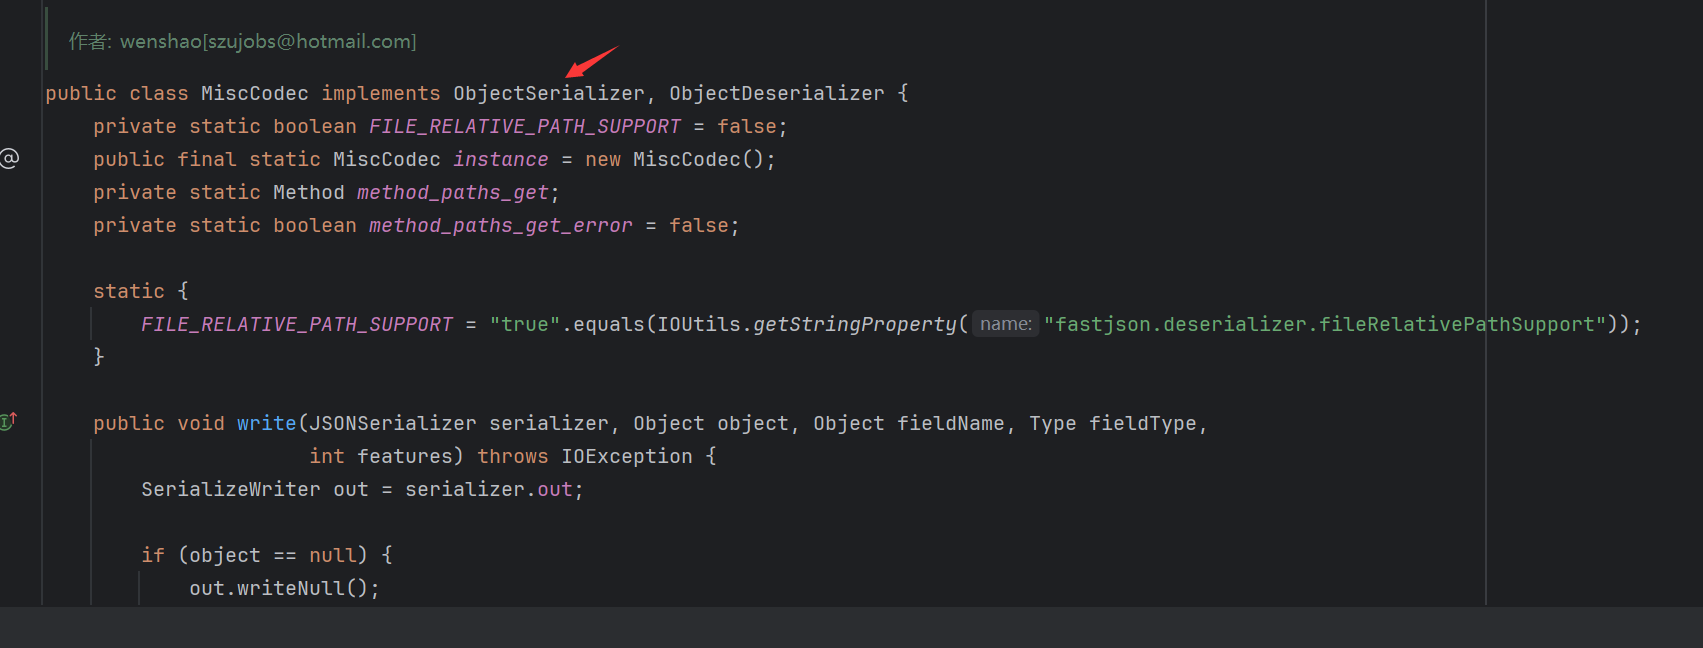 作者: wenshao[szujobs@hotmail.com]
public class MiscCodec implements ObjectSerializer, ObjectDeserializer {
    private static boolean FILE_RELATIVE_PATH_SUPPORT = false;
@
    public final static MiscCodec instance = new MiscCodec();
    private static Method method_paths_get;
    private static boolean method_paths_get_error = false;
    static {
        FILE_RELATIVE_PATH_SUPPORT = "true".equals(IOUtils.getStringProperty( name: "fastjson.deserializer.fileRelativePathSupport"));
    }
    public void write(JSONSerializer serializer, Object object, Object fieldName, Type fieldType,
                      int features) throws IOException {
        SerializeWriter out = serializer.out;
        if (object == null) {
            out.writeNull();